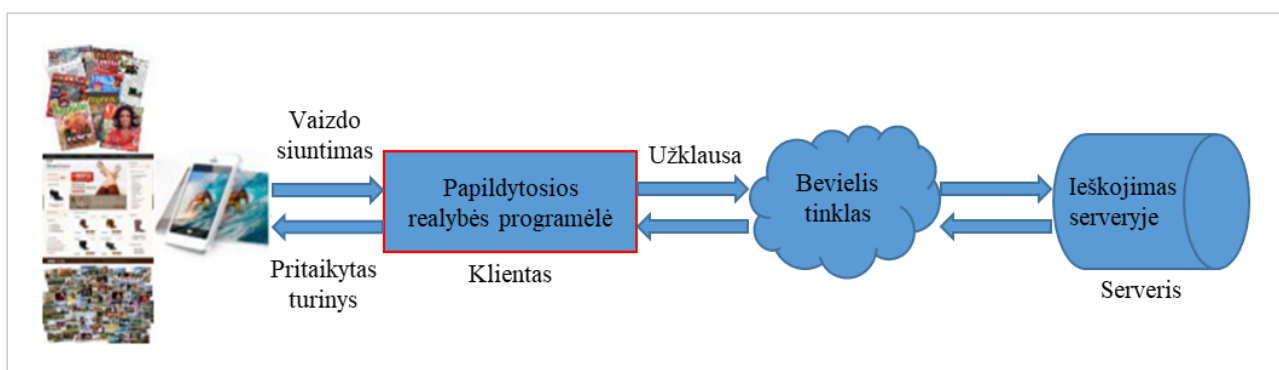 Vaizdo
siuntimas
Pritaikytas
turinys
Papildytosios
realybės programėlė
Klientas
Užklausa
Bevielis
tinklas
Ieškojimas
serveryje
Serveris